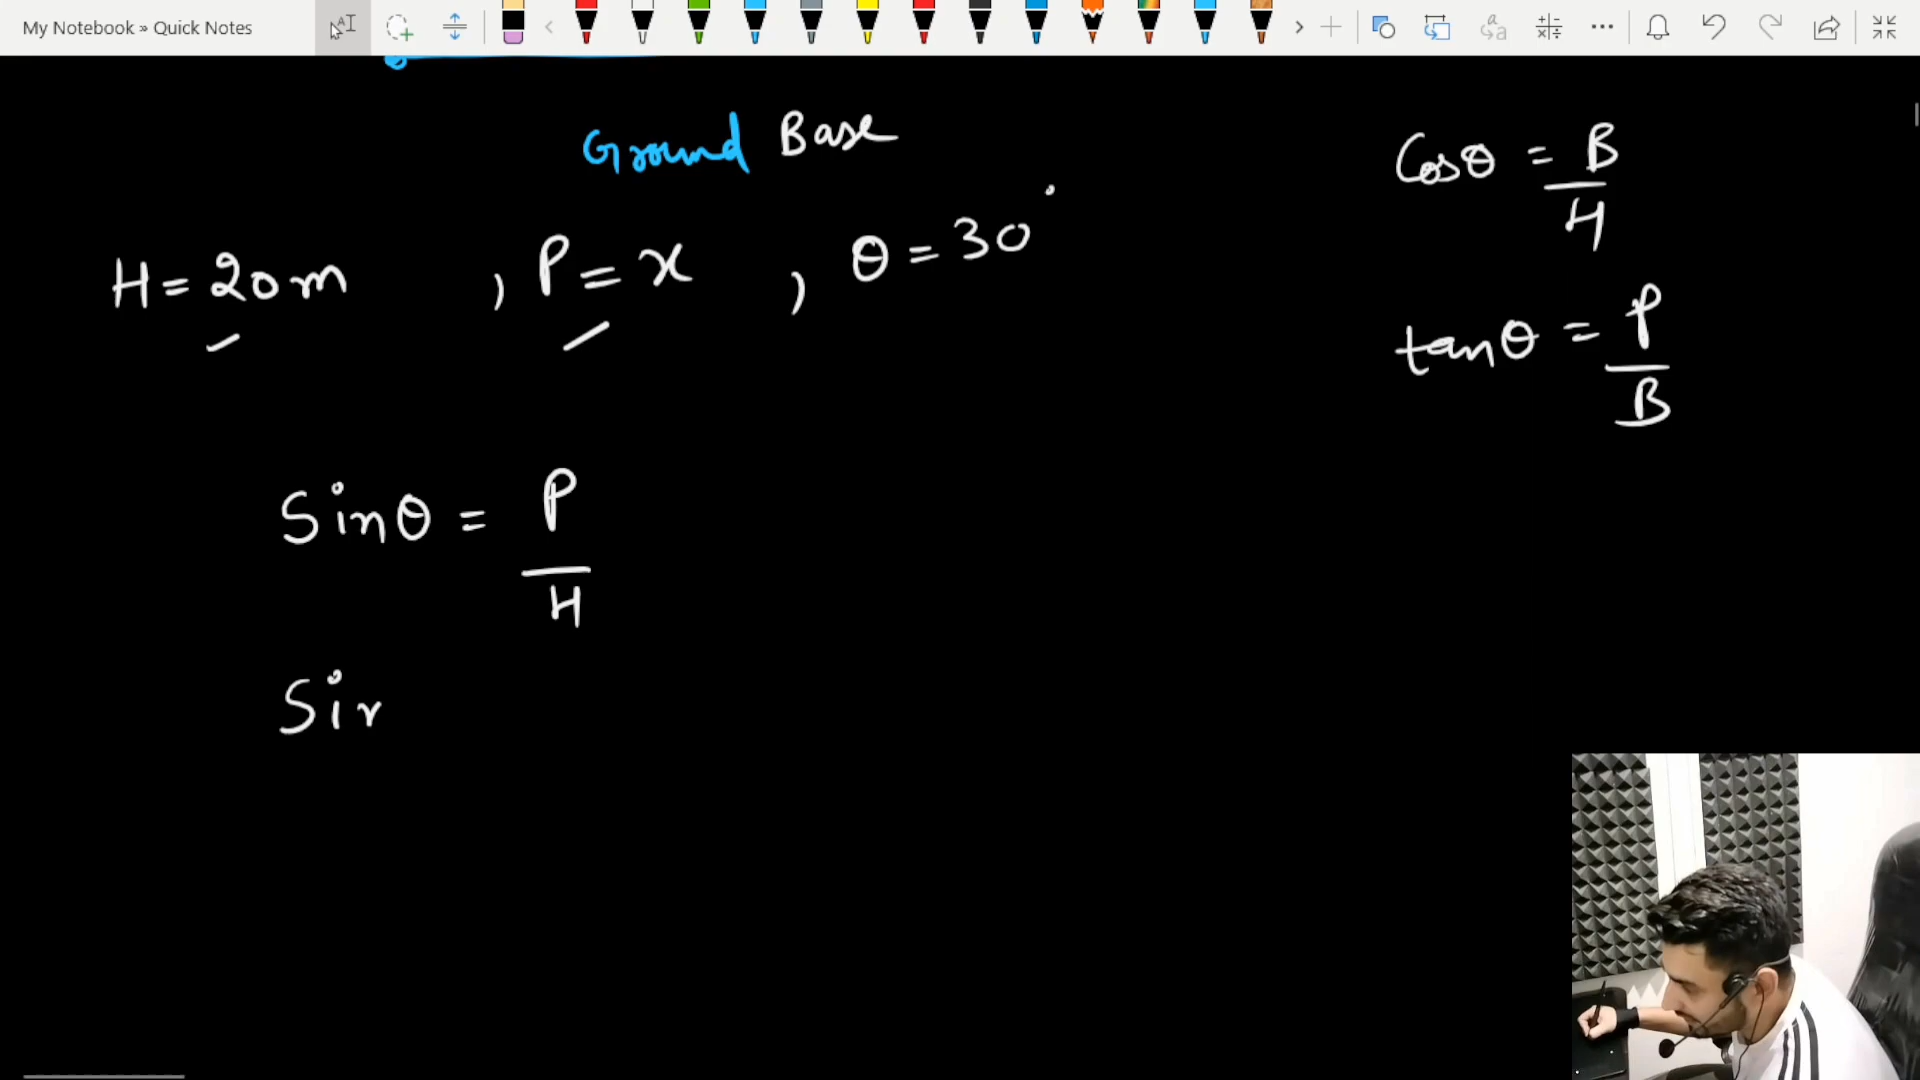 My Notebook » Quick Notes
Ground Base
H = 20m , P = x , θ = 30°
Sinθ = P
H
Sir
Cosθ = B
H
tanθ = P
B